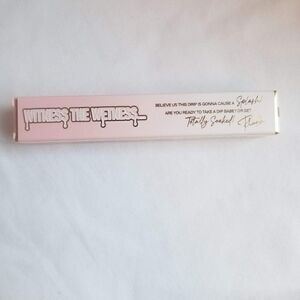 WITNESS THE WETNESS...
BELIEVE US THIS DRIP IS GONNA CAUSE A Splash
ARE YOU READY TO TAKE A DIP BABE? OR GET
Totally Soaked!